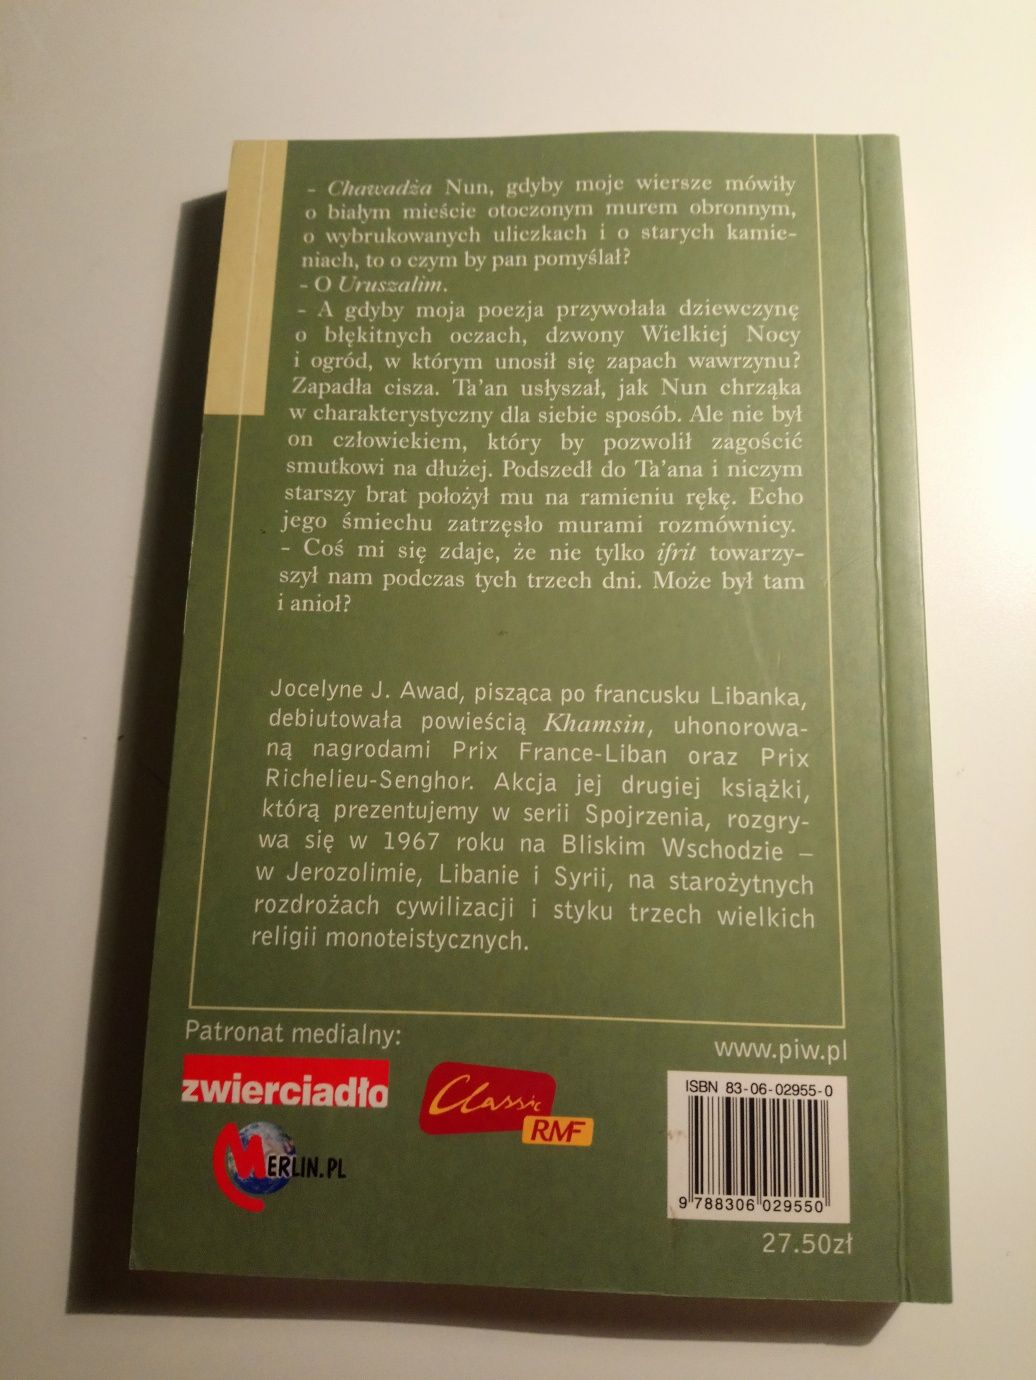 - Chawadża Nun, gdyby moje wiersze mówiły
o białym mieście otoczonym murem obronnym,
o wybrukowanych uliczkach i o starych kamie-
niach, to o czym by pan pomyślał?
- O Uruszalim.
- A gdyby moja poezja przywołała dziewczynę
o błękitnych oczach, dzwony Wielkiej Nocy
i ogród, w którym unosił się zapach wawrzynu?
Zapadła cisza. Ta'an usłyszał, jak Nun chrząka
w charakterystyczny dla siebie sposób. Ale nie był
on człowiekiem, który by pozwolił zagościć
smutkowi na dłużej. Podszedł do Ta'ana i niczym
starszy brat położył mu na ramieniu rękę. Echo
jego śmiechu zatrzęsło murami rozmównicy.
- Coś mi się zdaje, że nie tylko ifrit towarzy-
szył nam podczas tych trzech dni. Może był tam
i anioł?
Jocelyne J. Awad, pisząca po francusku Libanka,
debiutowała powieścią Khamsin, uhonorowa-
ną nagrodami Prix France-Liban oraz Prix
Richelieu-Senghor. Akcja jej drugiej książki,
którą prezentujemy w serii Spojrzenia, rozgry-
wa się w 1967 roku na Bliskim Wschodzie –
w Jerozolimie, Libanie i Syrii, na starożytnych
rozdrożach cywilizacji i styku trzech wielkich
religii monoteistycznych.
Patronat medialny:
www.piw.pl
zwierciadło
Classic
RMF
MERLIN.PL
ISBN 83-06-02955-0
9 788306 029550
27.50zł